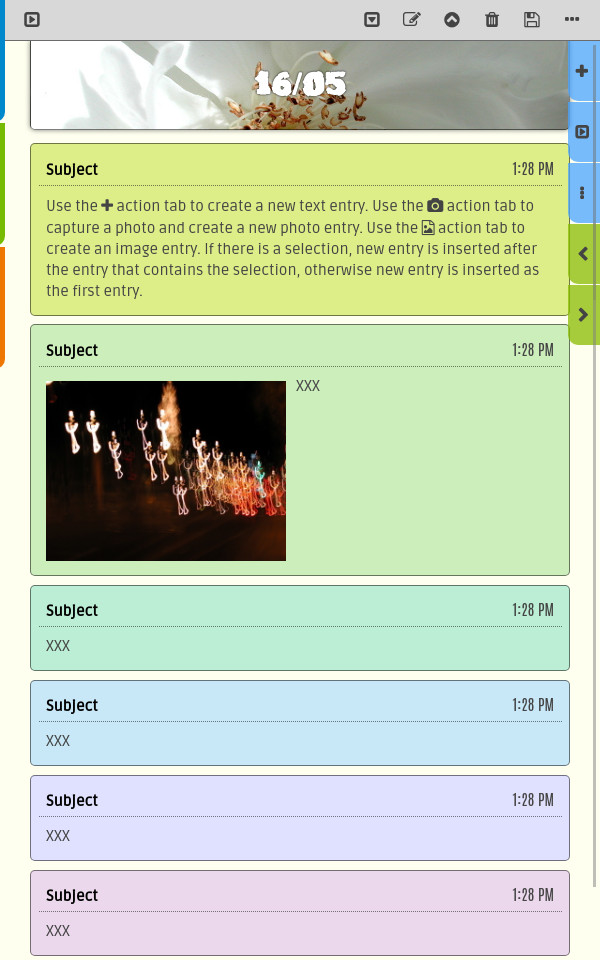 16/05
Subject 1:28 PM
Use the action tab to create a new text entry. Use the action tab to
capture a photo and create a new photo entry. Use the action tab to
create an image entry. If there is a selection, new entry is inserted after
the entry that contains the selection, otherwise new entry is inserted as
the first entry.
Subject 1:28 PM
XXX
Subject 1:28 PM
XXX
Subject 1:28 PM
XXX
Subject 1:28 PM
XXX
Subject 1:28 PM
XXX